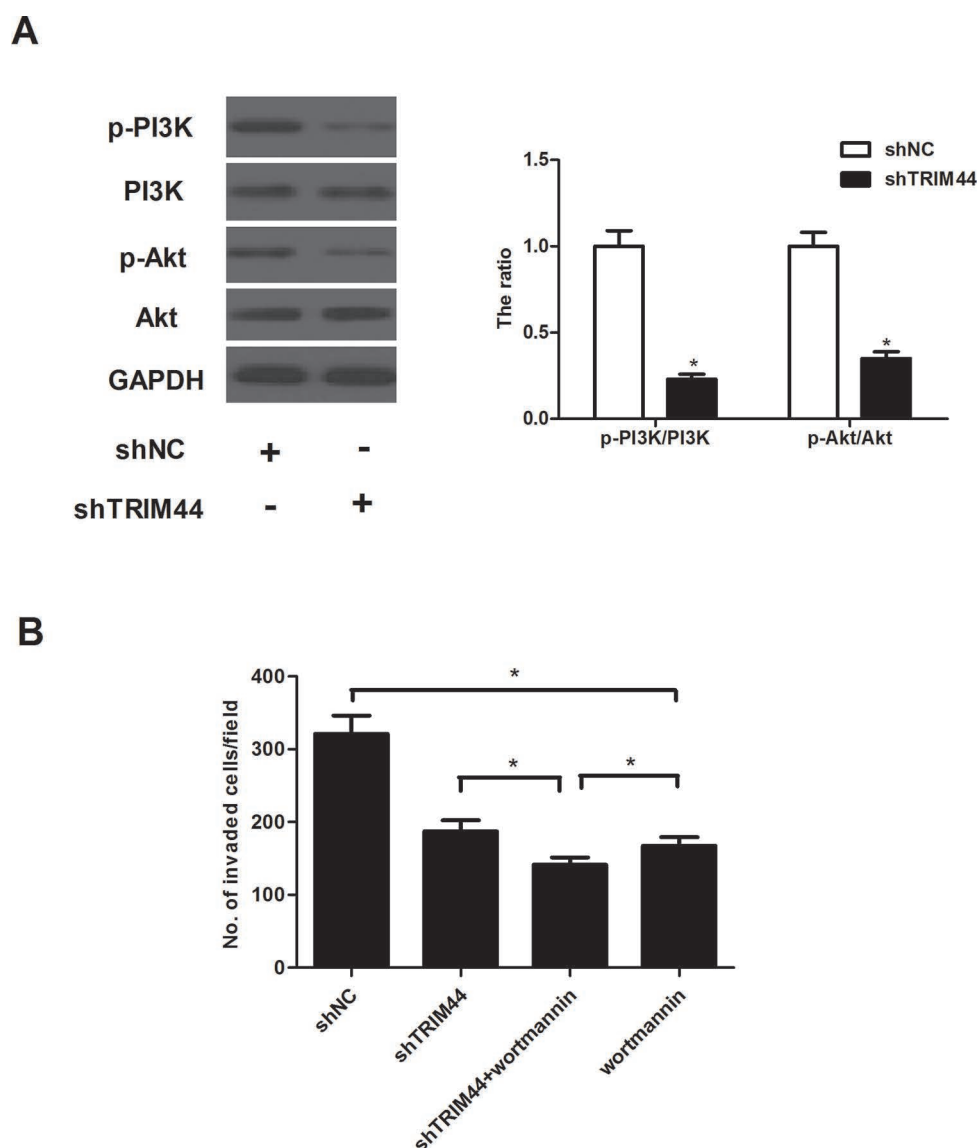 A
p-PI3K
PI3K
p-Akt
Akt
GAPDH
shNC + -
shTRIM44 - +
shNC
shTRIM44
The ratio
1.5
1.0
0.5
0.0
* *
p-PI3K/PI3K p-Akt/Akt
B
No. of invaded cells/field
400
300
200
100
0
*
* *
shNC
shTRIM44
shTRIM44+wortmannin
wortmannin